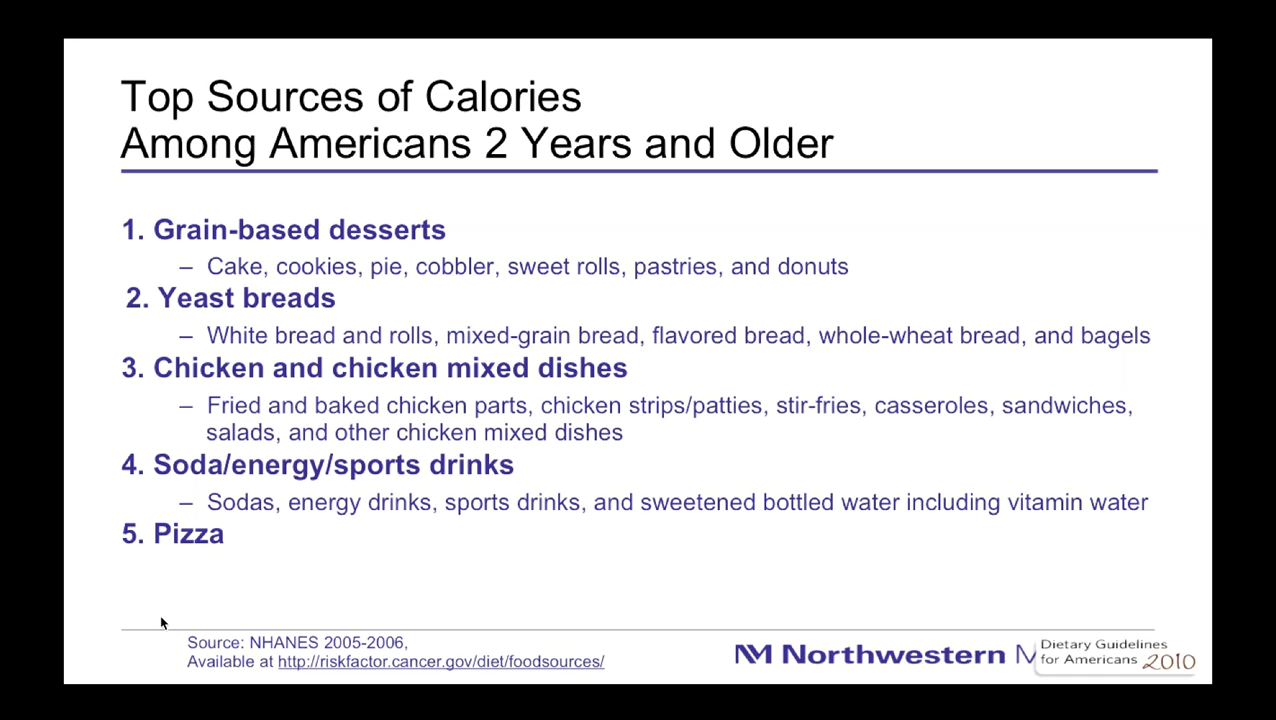 Top Sources of Calories
Among Americans 2 Years and Older
1. Grain-based desserts
– Cake, cookies, pie, cobbler, sweet rolls, pastries, and donuts
2. Yeast breads
– White bread and rolls, mixed-grain bread, flavored bread, whole-wheat bread, and bagels
3. Chicken and chicken mixed dishes
– Fried and baked chicken parts, chicken strips/patties, stir-fries, casseroles, sandwiches,
salads, and other chicken mixed dishes
4. Soda/energy/sports drinks
– Sodas, energy drinks, sports drinks, and sweetened bottled water including vitamin water
5. Pizza
Source: NHANES 2005-2006,
Available at http://riskfactor.cancer.gov/diet/foodsources/
NM Northwestern
Dietary Guidelines
for Americans 2010